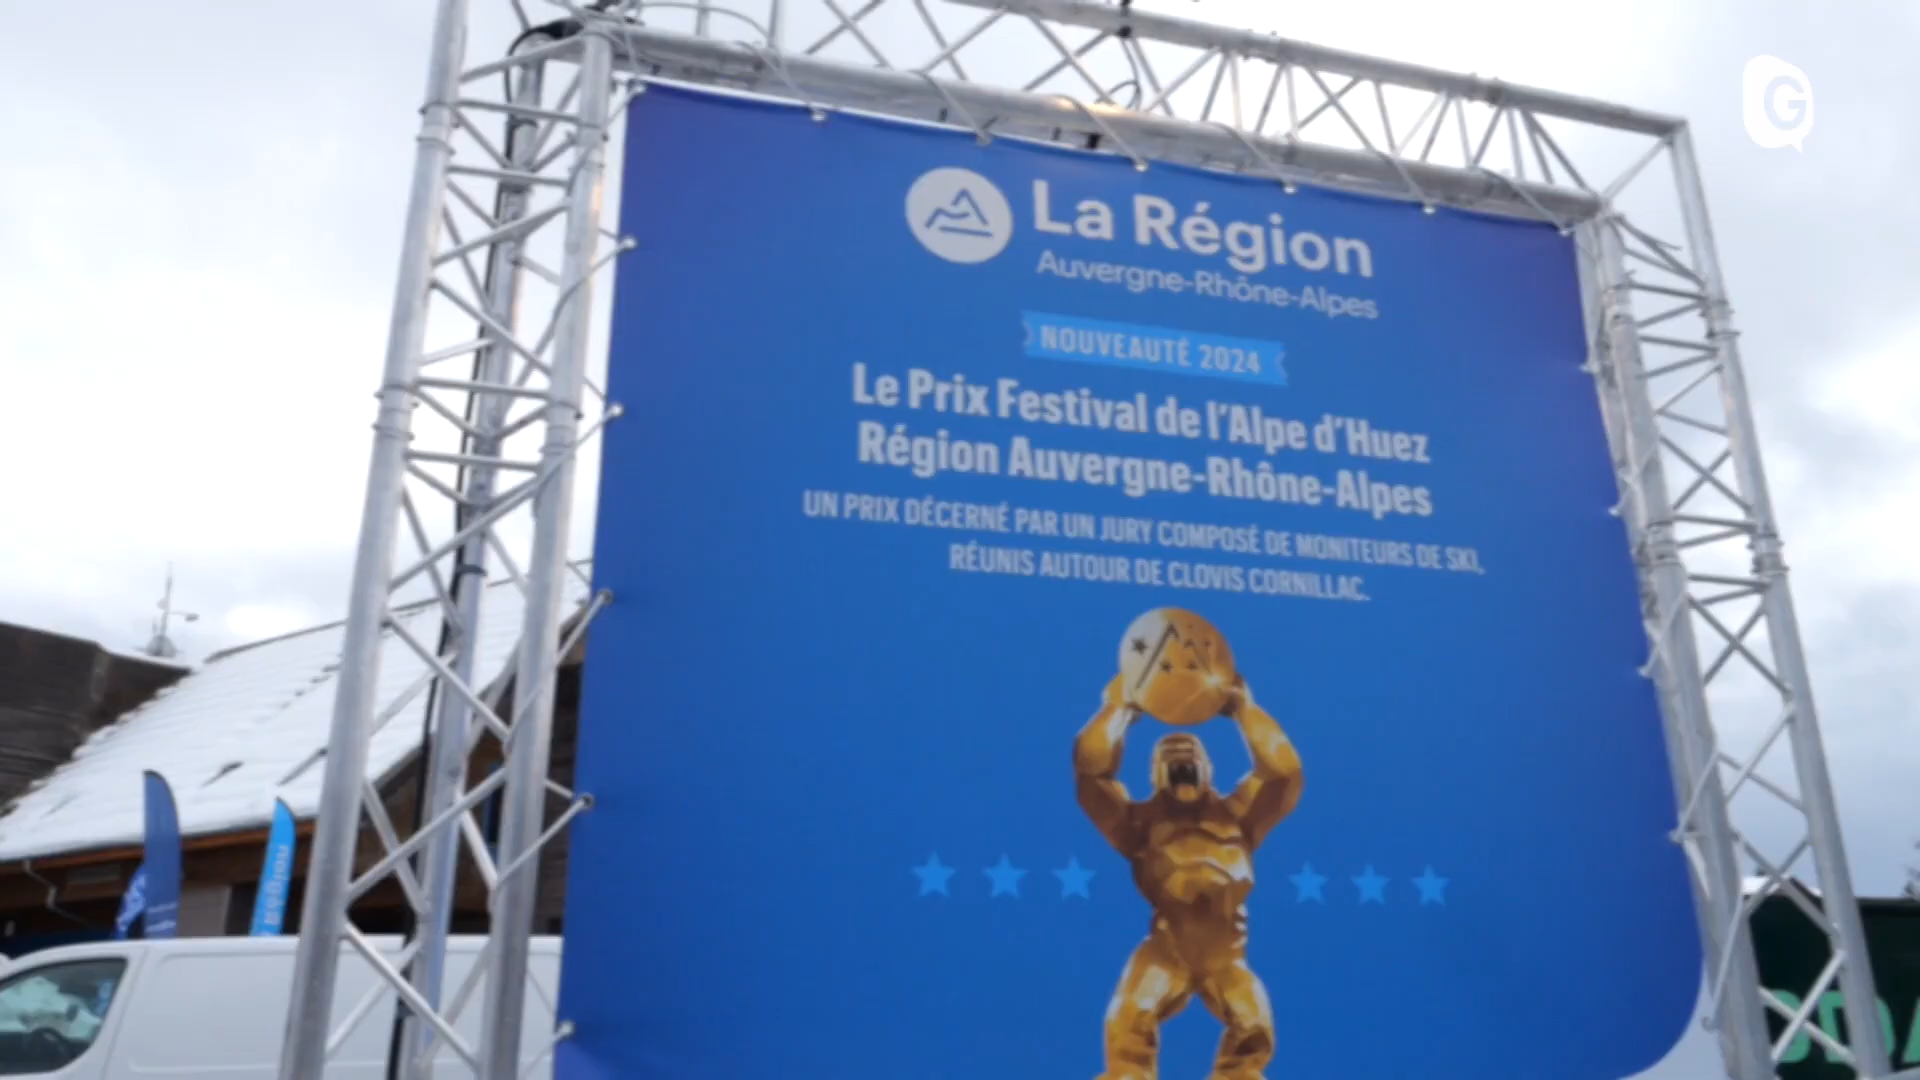 G
La Région
Auvergne-Rhône-Alpes
NOUVEAUTÉ 2024
Le Prix Festival de l'Alpe d'Huez
Région Auvergne-Rhône-Alpes
UN PRIX DÉCERNÉ PAR UN JURY COMPOSÉ DE MONITEURS DE SKI,
RÉUNIS AUTOUR DE CLOVIS CORNILLAC.